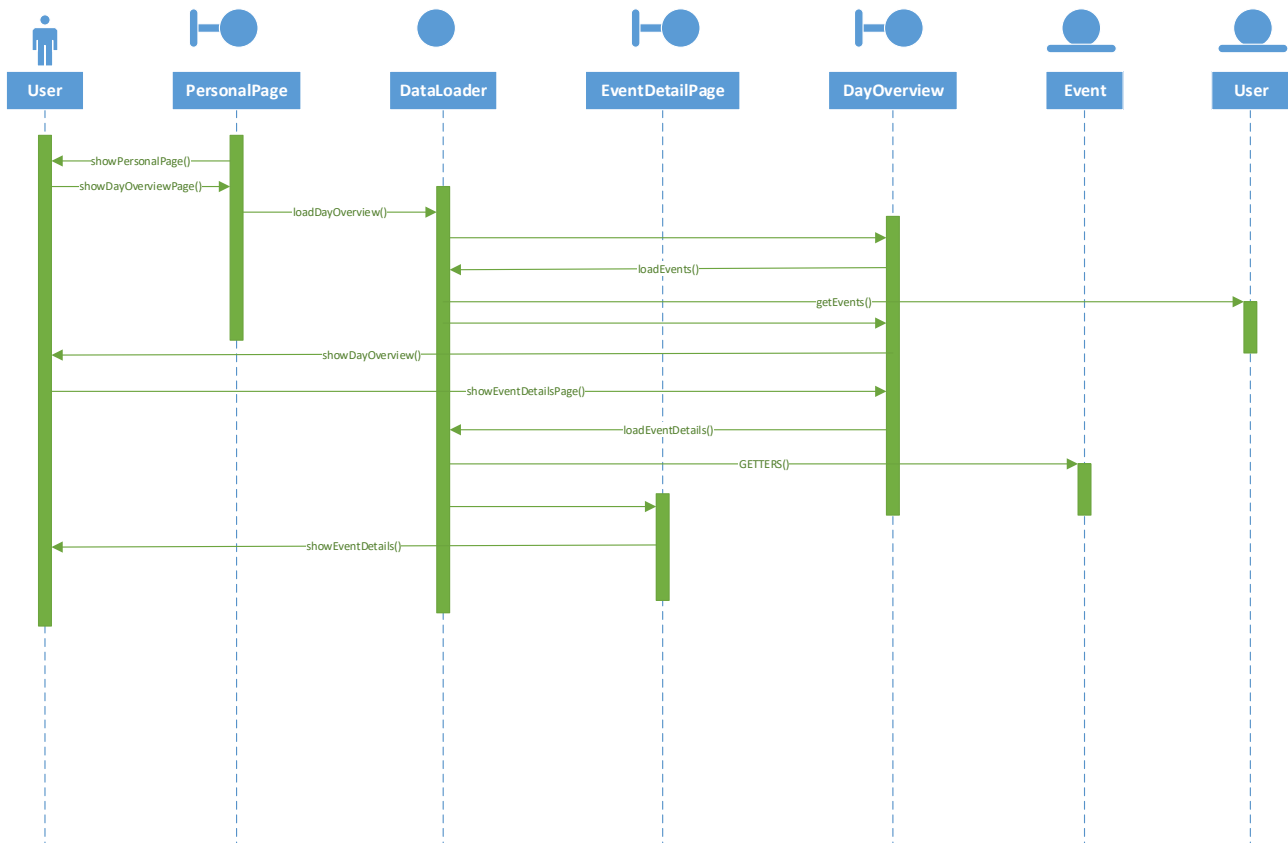 User
PersonalPage
DataLoader
EventDetailPage
DayOverview
Event
User
showPersonalPage()
showDayOverviewPage()
loadDayOverview()
loadEvents()
getEvents()
showDayOverview()
showEventDetailsPage()
loadEventDetails()
GETTERS()
showEventDetails()